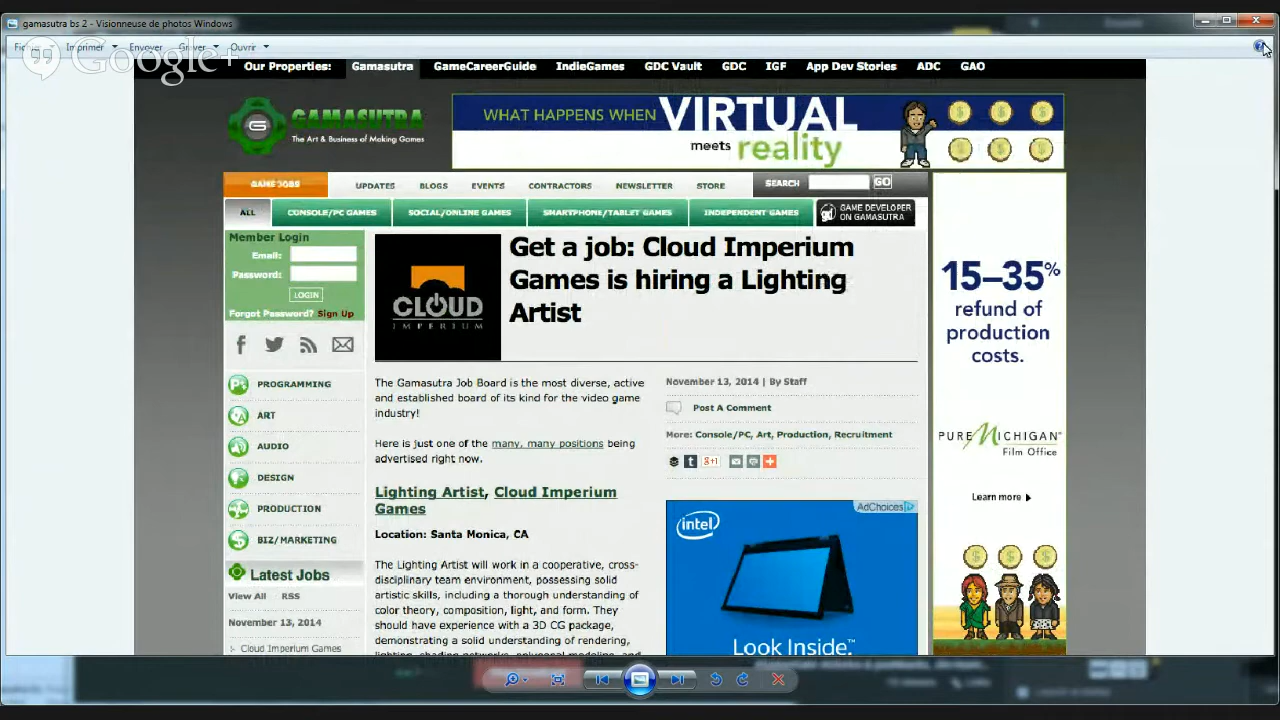 gamasutra bs 2 - Visionneuse de photos Windows
Imprimer Envoyer Graver Ouvrir
Google+
Our Properties: Gamasutra GameCareerGuide IndieGames GDC Vault GDC IGF App Dev Stories ADC GAO
GAMASUTRA
The Art & Business of Making Games
WHAT HAPPENS WHEN VIRTUAL
meets reality
GAME JOBS UPDATES BLOGS EVENTS CONTRACTORS NEWSLETTER STORE SEARCH GO
ALL CONSOLE/PC GAMES SOCIAL/ONLINE GAMES SMARTPHONE/TABLET GAMES INDEPENDENT GAMES GAME DEVELOPER
ON GAMASUTRA
Member Login
Email:
Password:
LOGIN
Forgot Password? Sign Up
PROGRAMMING
ART
AUDIO
DESIGN
PRODUCTION
BIZ/MARKETING
Latest Jobs
View All RSS
November 13, 2014
Cloud Imperium Games
CLOUD
IMPERIUM
Get a job: Cloud Imperium
Games is hiring a Lighting
Artist
The Gamasutra Job Board is the most diverse, active
and established board of its kind for the video game
industry!
Here is just one of the many, many positions being
advertised right now.
Lighting Artist, Cloud Imperium
Games
Location: Santa Monica, CA
The Lighting Artist will work in a cooperative, cross-
disciplinary team environment, possessing solid
artistic skills, including a thorough understanding of
color theory, composition, light, and form. They
should have experience with a 3D CG package,
demonstrating a solid understanding of rendering,
November 13, 2014 | By Staff
Post A Comment
More: Console/PC, Art, Production, Recruitment
g+1
AdChoices
intel
Look Inside.™
15–35%
refund of
production
costs.
PURE MICHIGAN
Film Office
Learn more